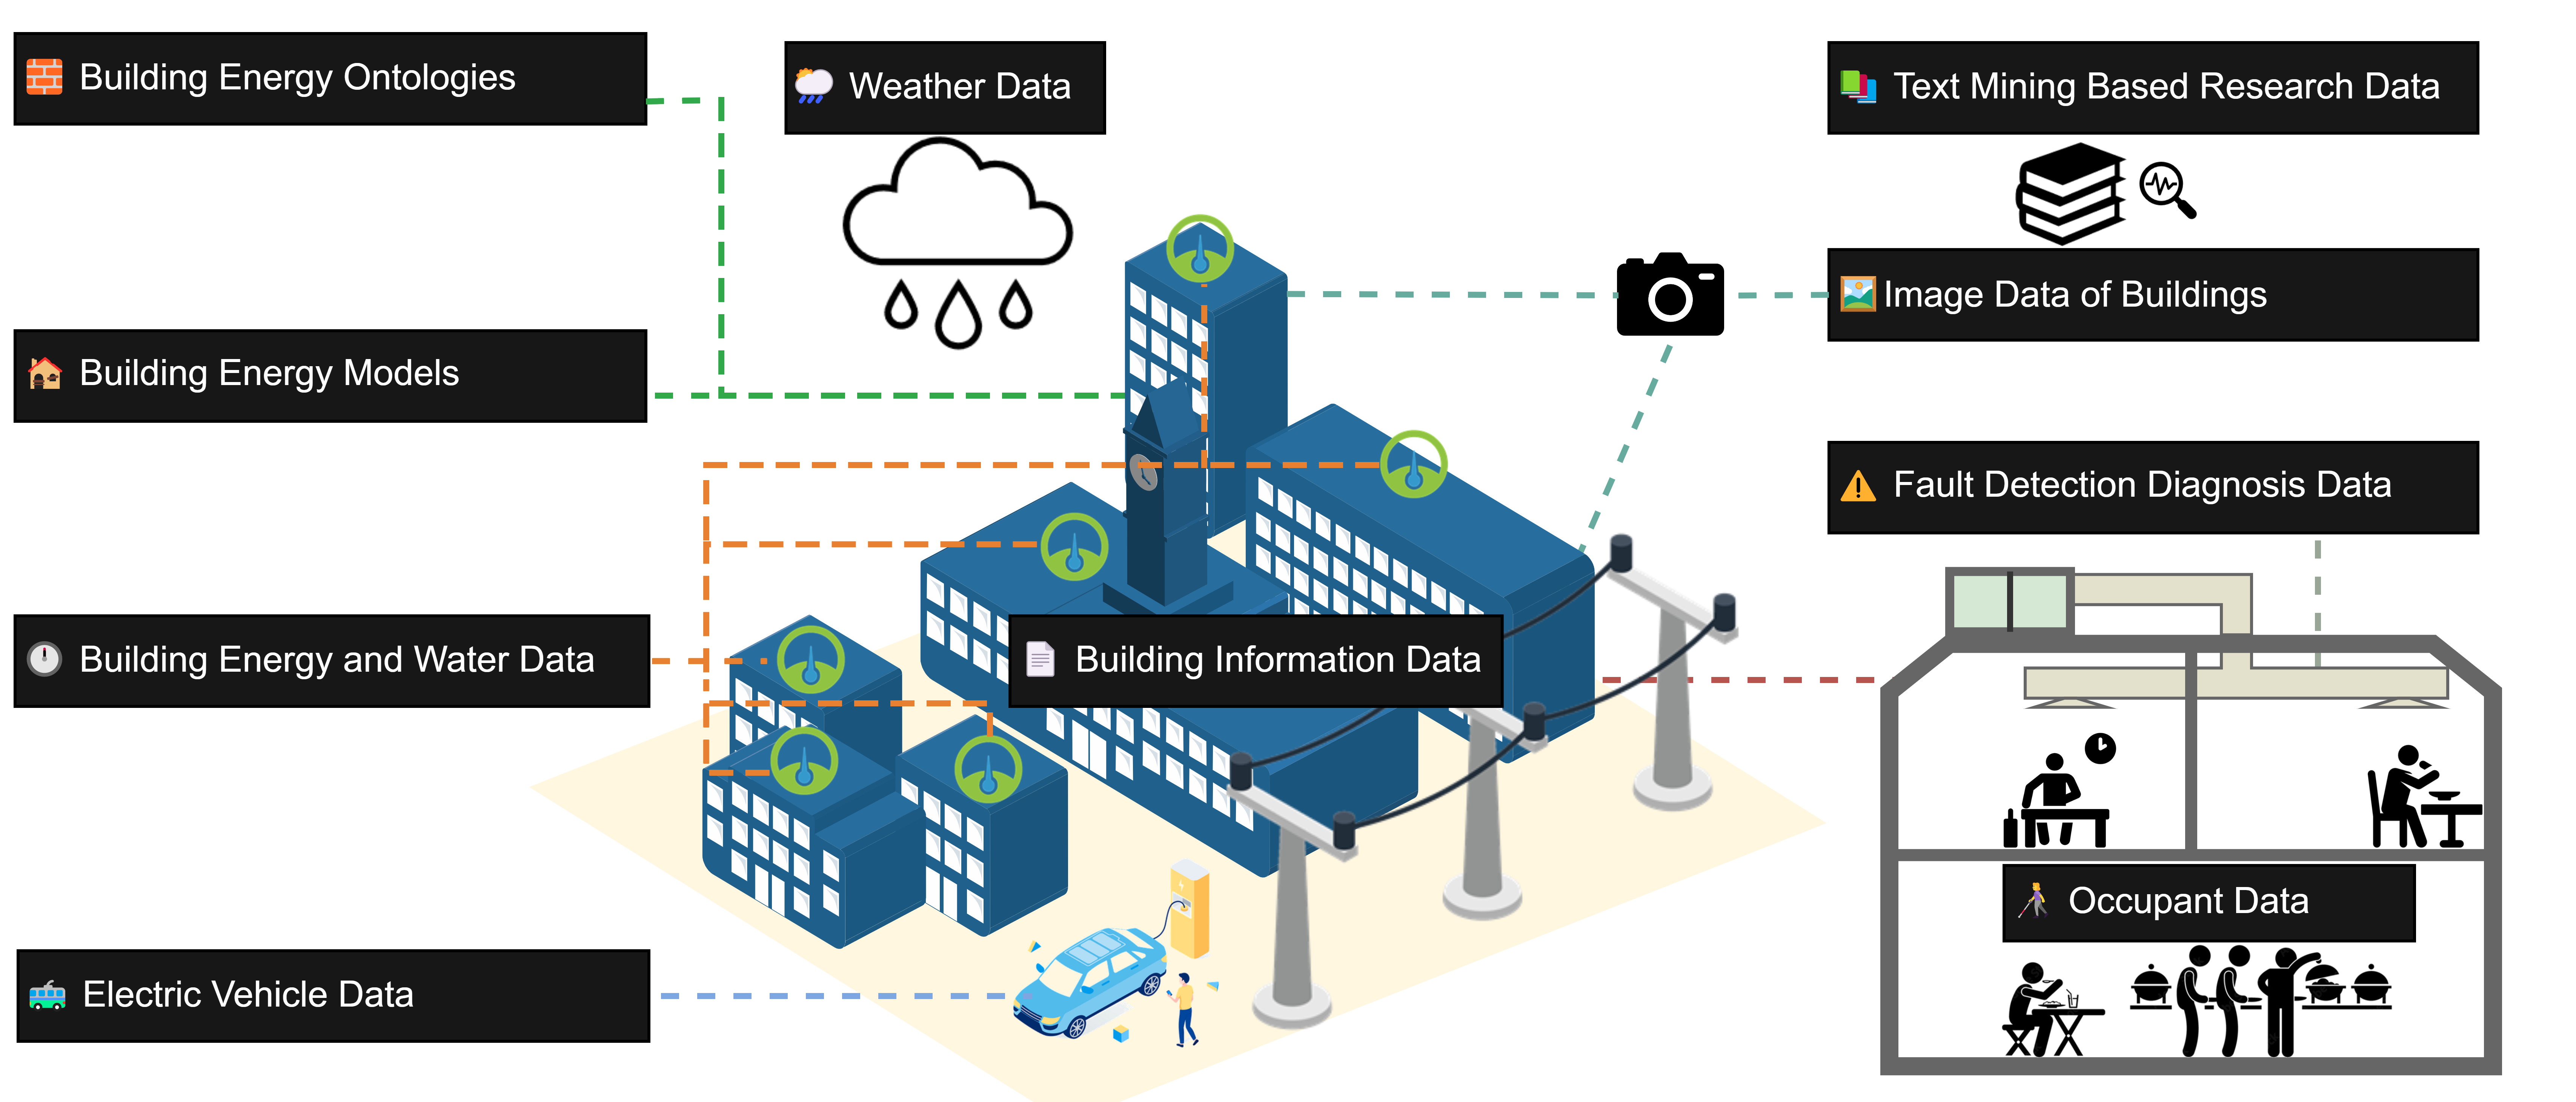 Building Energy Ontologies
Weather Data
Text Mining Based Research Data
Image Data of Buildings
Building Energy Models
Fault Detection Diagnosis Data
Building Energy and Water Data
Building Information Data
Occupant Data
Electric Vehicle Data